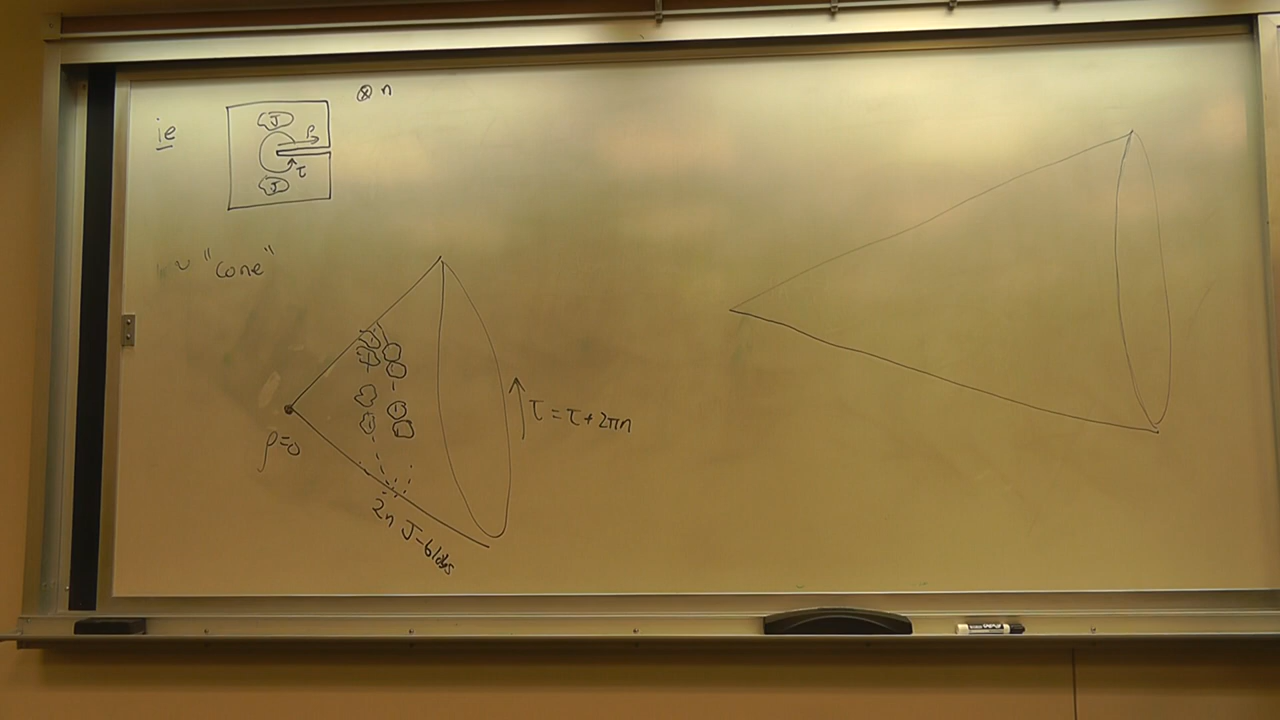 ⊗ n
ie
J
ρ
τ
J
~ "cone"
τ = τ + 2πn
ρ=0
2n J-blobs